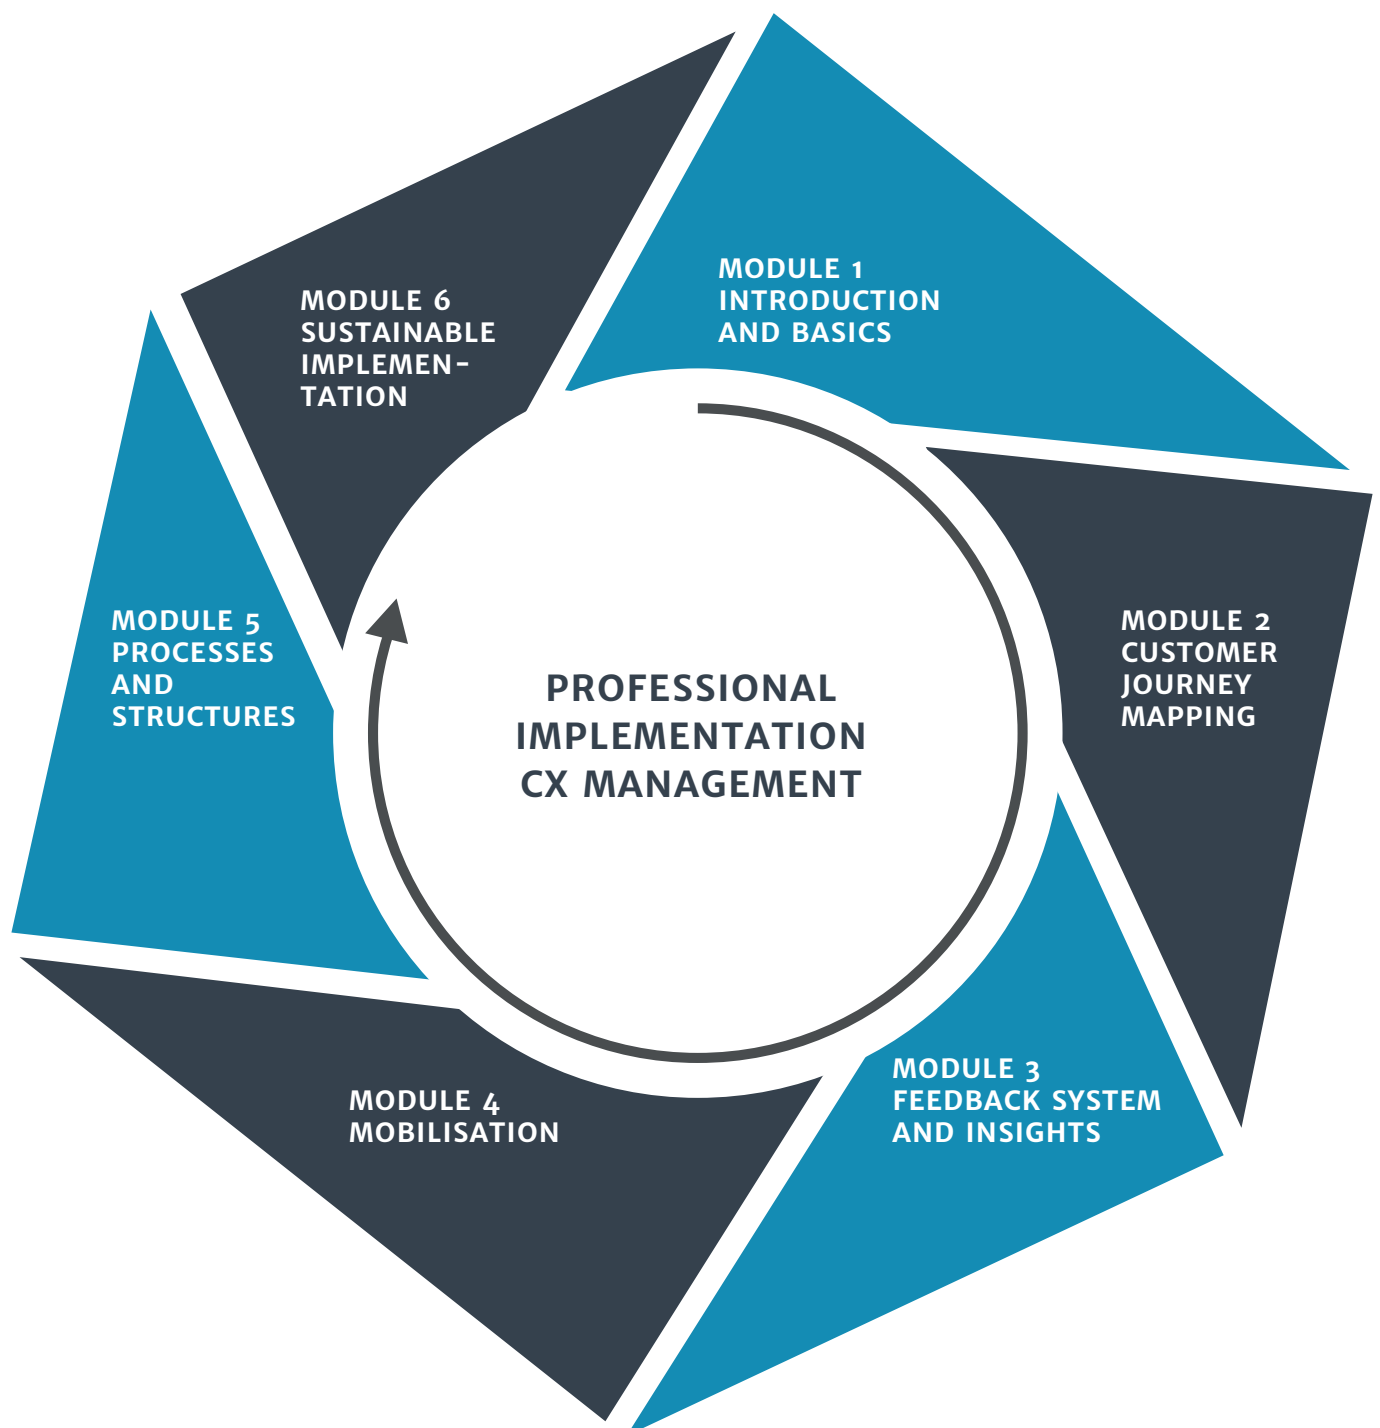 MODULE 1
INTRODUCTION
AND BASICS
MODULE 2
CUSTOMER
JOURNEY
MAPPING
MODULE 3
FEEDBACK SYSTEM
AND INSIGHTS
MODULE 4
MOBILISATION
MODULE 5
PROCESSES
AND
STRUCTURES
MODULE 6
SUSTAINABLE
IMPLEMEN-
TATION
PROFESSIONAL
IMPLEMENTATION
CX MANAGEMENT